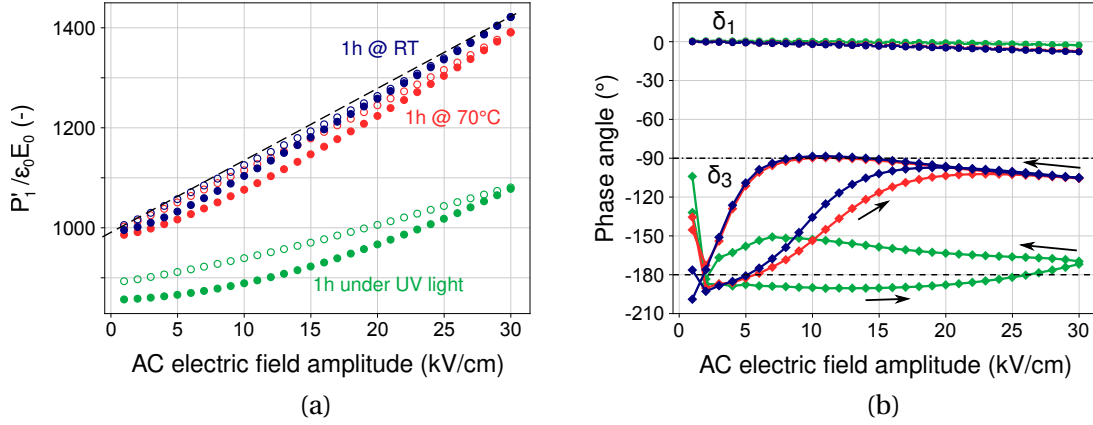 1400
1200
1000
P'₁/ε₀E₀ (-)
1h @ RT
1h @ 70°C
1h under UV light
0 5 10 15 20 25 30
AC electric field amplitude (kV/cm)
(a)
0
-30
-60
-90
-120
-150
-180
-210
Phase angle (°)
δ₁
δ₃
0 5 10 15 20 25 30
AC electric field amplitude (kV/cm)
(b)